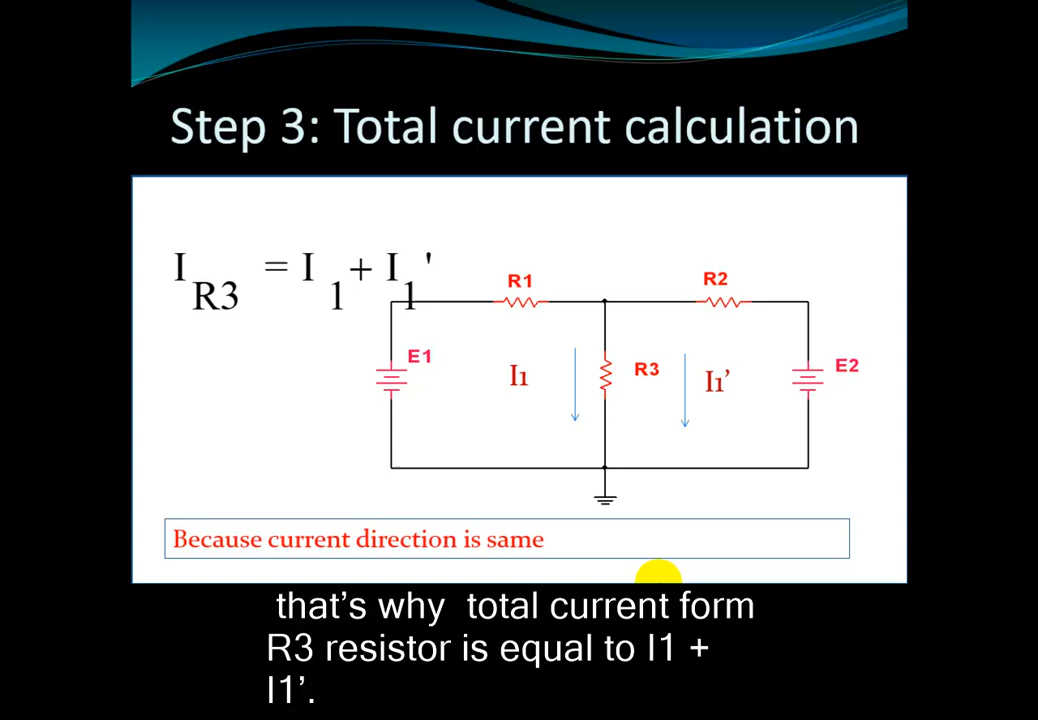 Step 3: Total current calculation
I R3 = I 1 + I 1 '
R1
R2
E1
E2
I1
R3
I1’
Because current direction is same
that’s why total current form
R3 resistor is equal to I1 +
I1’.